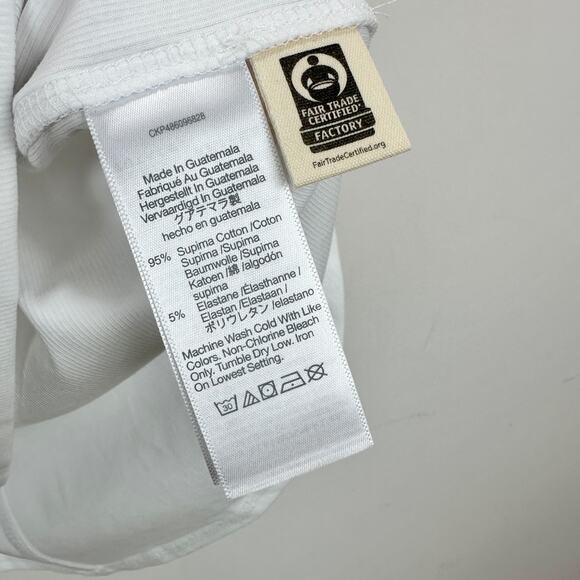 CKP486096828
Made In Guatemala
Fabriqué Au Guatemala
Hergestellt In Guatemala
Vervaardigd In Guatemala
グアテマラ製
hecho en guatemala
95% Supima Cotton /Coton
Supima /Supima
Baumwolle /Supima
Katoen /綿 /algodón
supima
5% Elastane /Élasthanne /
Elastan /Elastaan /
ポリウレタン /elastano
Machine Wash Cold With Like
Colors. Non-Chlorine Bleach
Only. Tumble Dry Low. Iron
On Lowest Setting.
30
FAIR TRADE
CERTIFIED
FACTORY
FairTradeCertified.org